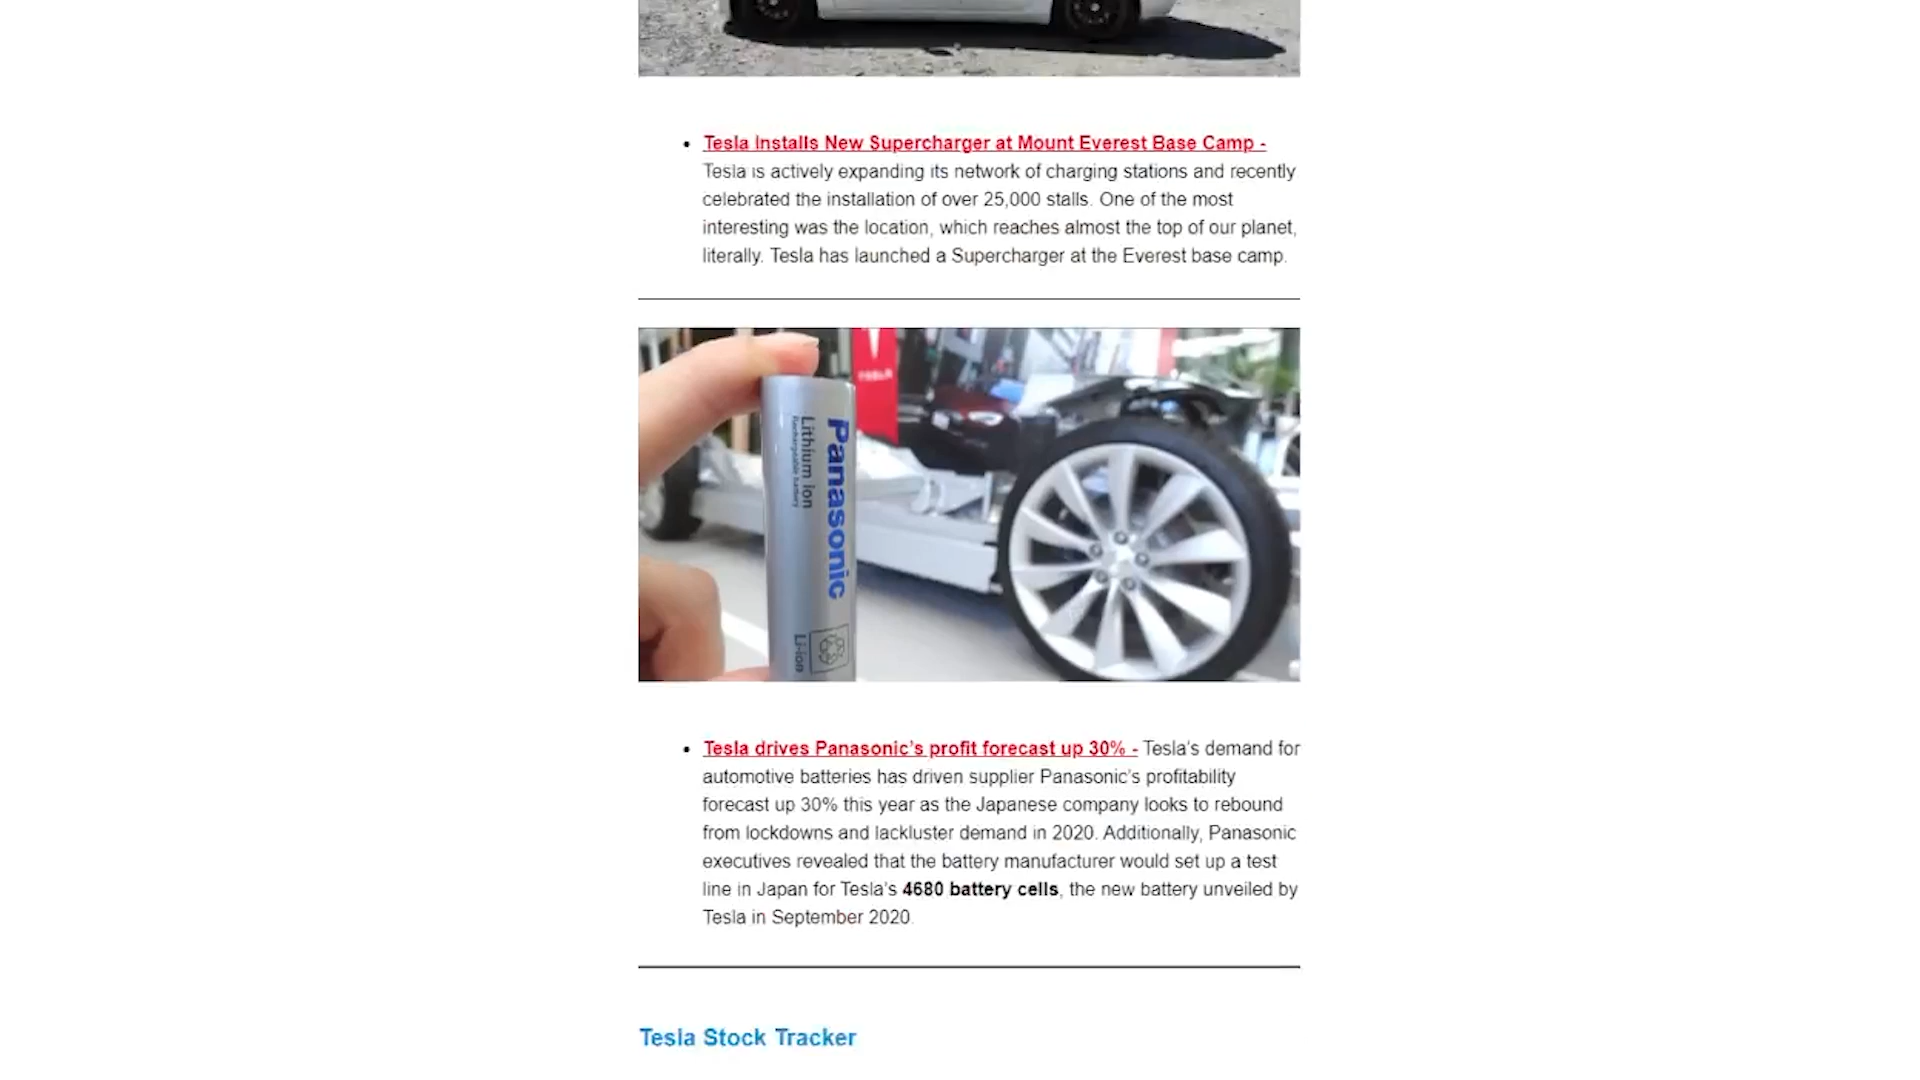 Tesla Installs New Supercharger at Mount Everest Base Camp -
Tesla is actively expanding its network of charging stations and recently
celebrated the installation of over 25,000 stalls. One of the most
interesting was the location, which reaches almost the top of our planet,
literally. Tesla has launched a Supercharger at the Everest base camp.
TESLA
Panasonic
Lithium ion
Rechargeable battery
Li-ion
Tesla drives Panasonic's profit forecast up 30% - Tesla's demand for
automotive batteries has driven supplier Panasonic's profitability
forecast up 30% this year as the Japanese company looks to rebound
from lockdowns and lackluster demand in 2020. Additionally, Panasonic
executives revealed that the battery manufacturer would set up a test
line in Japan for Tesla's 4680 battery cells, the new battery unveiled by
Tesla in September 2020.
Tesla Stock Tracker